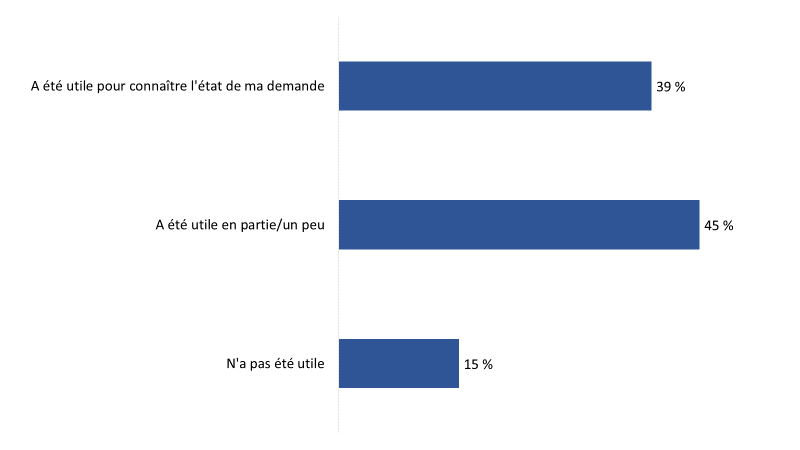 A été utile pour connaître l'état de ma demande 39 %
A été utile en partie/un peu 45 %
N'a pas été utile 15 %